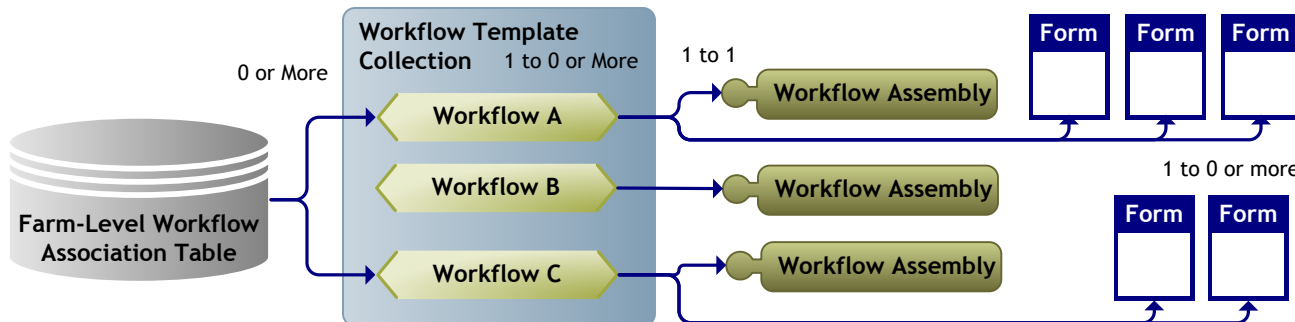 Workflow Template
Collection
1 to 0 or More
0 or More
1 to 1
Form
Form
Form
Workflow A
Workflow Assembly
Workflow B
Workflow Assembly
1 to 0 or more
Farm-Level Workflow
Association Table
Form
Form
Workflow C
Workflow Assembly